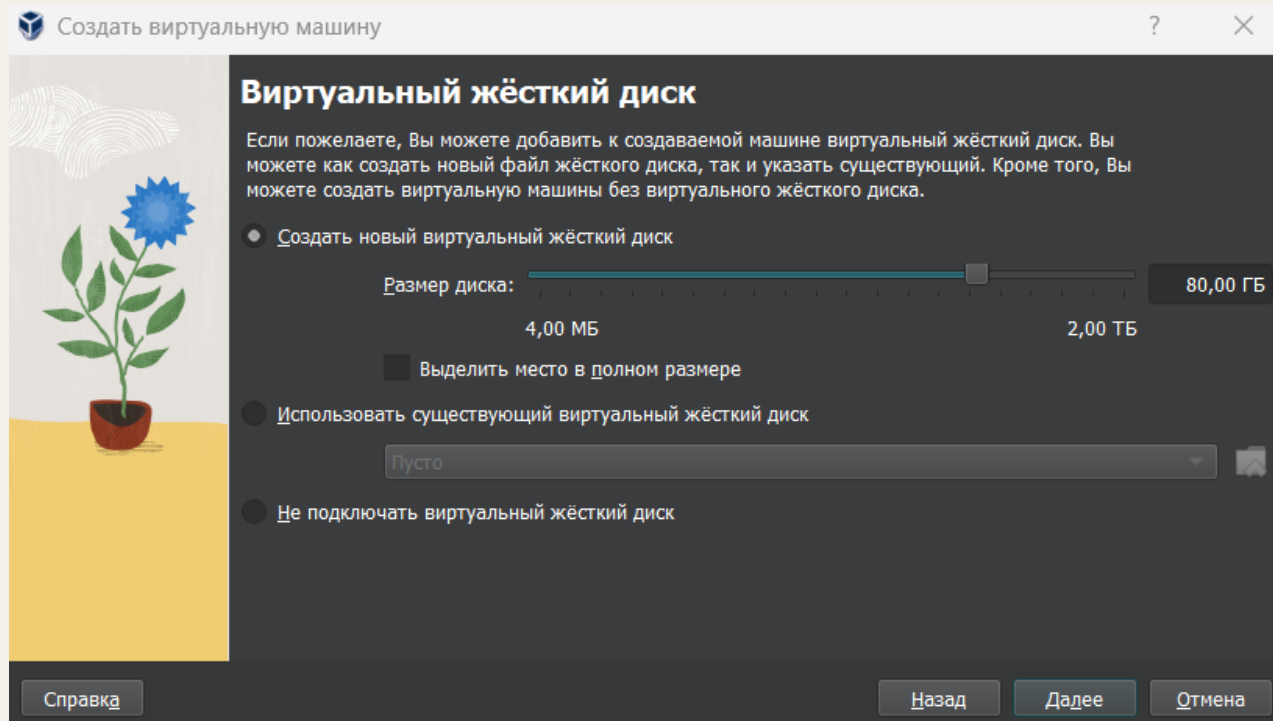 Создать виртуальную машину
?
Виртуальный жёсткий диск
Если пожелаете, Вы можете добавить к создаваемой машине виртуальный жёсткий диск. Вы
можете как создать новый файл жёсткого диска, так и указать существующий. Кроме того, Вы
можете создать виртуальную машины без виртуального жёсткого диска.
Создать новый виртуальный жёсткий диск
Размер диска: 80,00 ГБ
4,00 МБ 2,00 ТБ
Выделить место в полном размере
Использовать существующий виртуальный жёсткий диск
Пусто
Не подключать виртуальный жёсткий диск
Справка Назад Далее Отмена